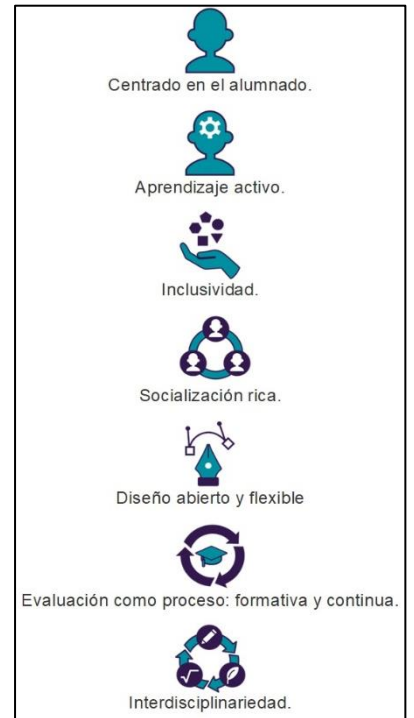 Centrado en el alumnado.
Aprendizaje activo.
Inclusividad.
Socialización rica.
Diseño abierto y flexible
Evaluación como proceso: formativa y continua.
Interdisciplinariedad.